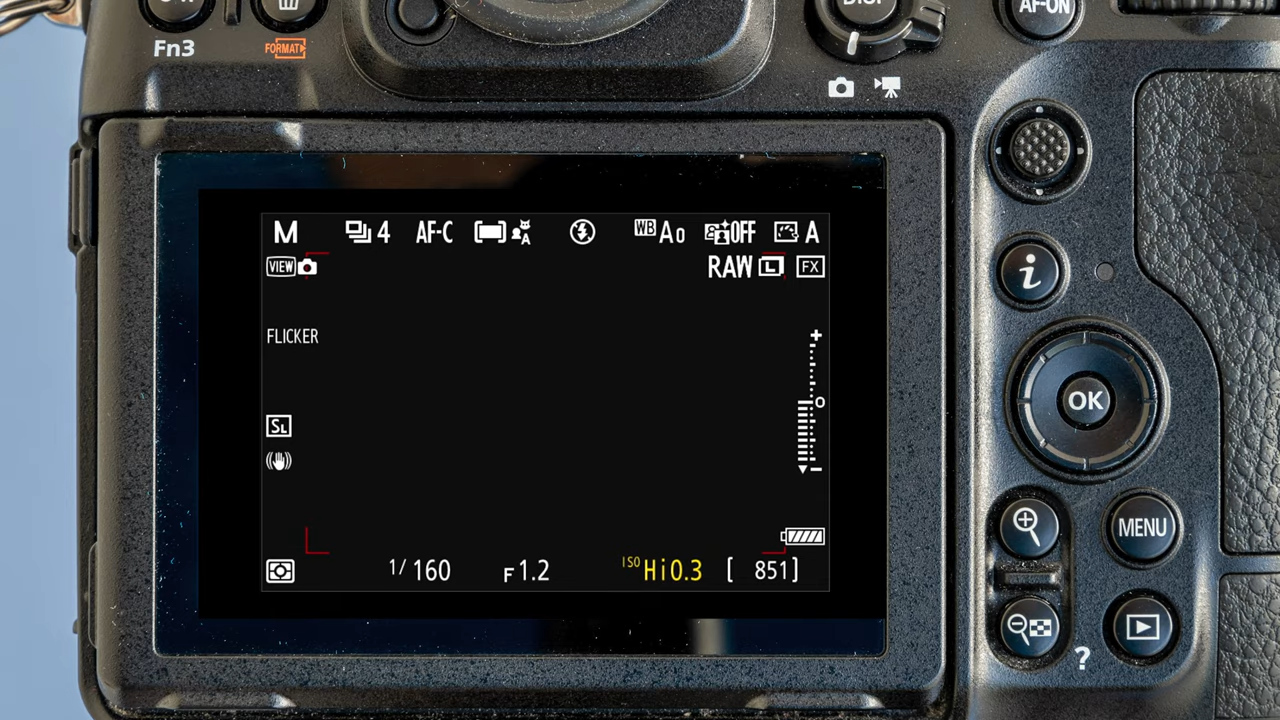 DISP
AF-ON
Fn3
FORMAT
M 4 AF-C WB A0 OFF A
VIEW RAW L FX
FLICKER
+
0
SL
−
1/160 F1.2 ISO Hi0.3 [ 851]
i
OK
MENU
?